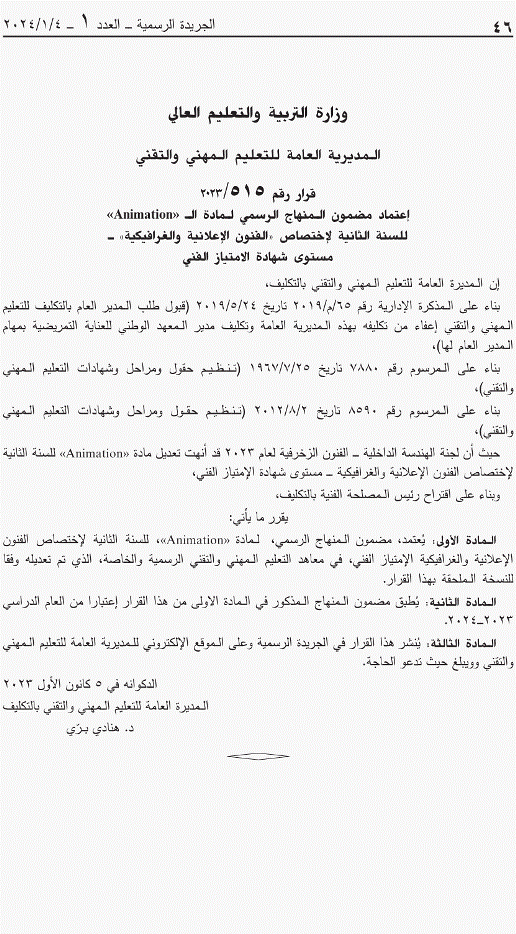 ٤٦
الجريدة الرسمية ــ العدد ١ ــ ٢٠٢٤/١/٤
وزارة التربية والتعليم العالي
المديرية العامة للتعليم المهني والتقني
قرار رقم ٢٠٢٣/٥١٥
إعتماد مضمون المنهاج الرسمي لمادة الـ «Animation»
للسنة الثانية لإختصاص «الفنون الإعلانية والغرافيكية» ــ
مستوى شهادة الامتياز الفني
إن المديرة العامة للتعليم المهني والتقني بالتكليف،
بناء على المذكرة الإدارية رقم ٦٥/م/٢٠١٩ تاريخ ٢٠١٩/٥/٢٤ (قبول طلب المدير العام بالتكليف للتعليم
المهني والتقني إعفاء من تكليفه بهذه المديرية العامة وتكليف مدير المعهد الوطني للعناية التمريضية بمهام
المدير العام لها)،
بناء على المرسوم رقم ٧٨٨٠ تاريخ ١٩٦٧/٧/٢٥ (تنظيم حقول ومراحل وشهادات التعليم المهني
والتقني)،
بناء على المرسوم رقم ٨٥٩٠ تاريخ ٢٠١٢/٨/٢ (تنظيم حقول ومراحل وشهادات التعليم المهني
والتقني)،
حيث أن لجنة الهندسة الداخلية ــ الفنون الزخرفية لعام ٢٠٢٣ قد أنهت تعديل مادة «Animation» للسنة الثانية
لإختصاص الفنون الإعلانية والغرافيكية ــ مستوى شهادة الإمتياز الفني،
وبناء على اقتراح رئيس المصلحة الفنية بالتكليف،
يقرر ما يأتي:
المادة الأولى: يُعتمد، مضمون المنهاج الرسمي، لمادة «Animation»، للسنة الثانية لإختصاص الفنون
الإعلانية والغرافيكية الإمتياز الفني، في معاهد التعليم المهني والتقني الرسمية والخاصة، الذي تم تعديله وفقا
للنسخة الملحقة بهذا القرار.
المادة الثانية: يُطبق مضمون المنهاج المذكور في المادة الاولى من هذا القرار إعتبارا من العام الدراسي
٢٠٢٣ــ٢٠٢٤.
المادة الثالثة: يُنشر هذا القرار في الجريدة الرسمية وعلى الموقع الإلكتروني للمديرية العامة للتعليم المهني
والتقني وويبلغ حيث تدعو الحاجة.
الدكوانه في ٥ كانون الأول ٢٠٢٣
المديرة العامة للتعليم المهني والتقني بالتكليف
د. هنادي برّي